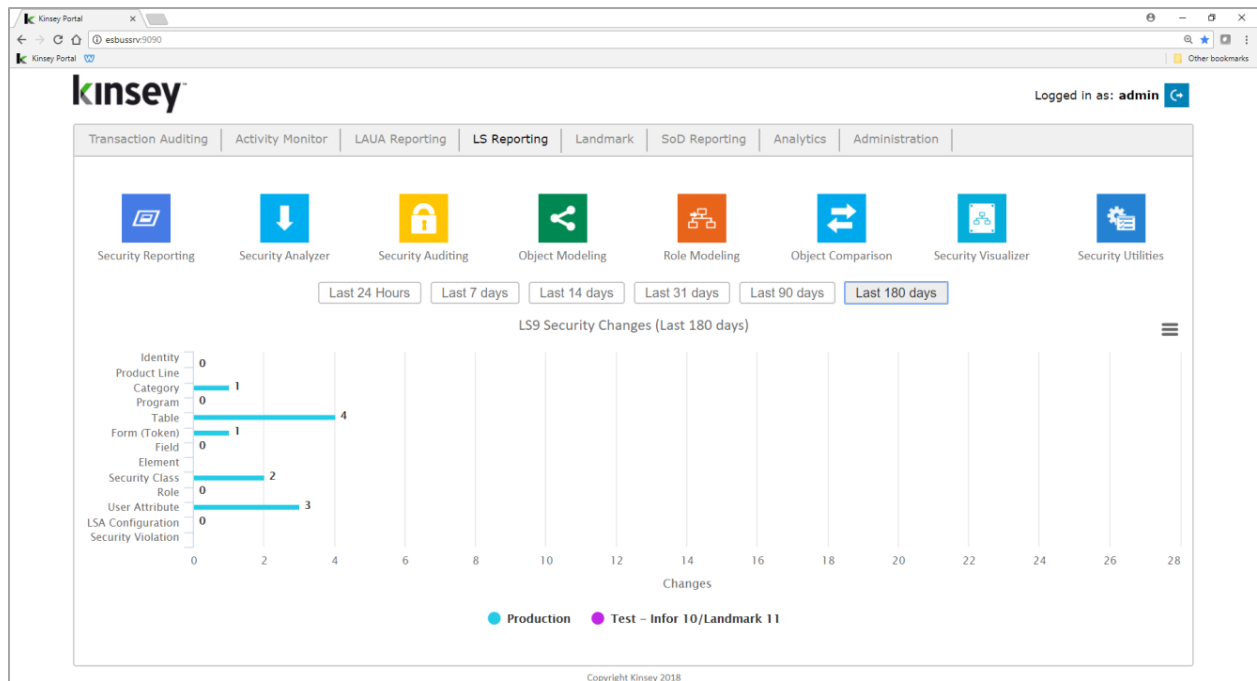 Kinsey Portal
esbussrv:9090
Kinsey Portal
Other bookmarks
kinsey™
Logged in as: admin
Transaction Auditing Activity Monitor LAUA Reporting LS Reporting Landmark SoD Reporting Analytics Administration
Security Reporting Security Analyzer Security Auditing Object Modeling Role Modeling Object Comparison Security Visualizer Security Utilities
Last 24 Hours Last 7 days Last 14 days Last 31 days Last 90 days Last 180 days
LS9 Security Changes (Last 180 days)
Identity 0
Product Line
Category 1
Program 0
Table 4
Form (Token) 1
Field 0
Element
Security Class 2
Role 0
User Attribute 3
LSA Configuration 0
Security Violation
0 2 4 6 8 10 12 14 16 18 20 22 24 26 28
Changes
Production Test – Infor 10/Landmark 11
Copyright Kinsey 2018